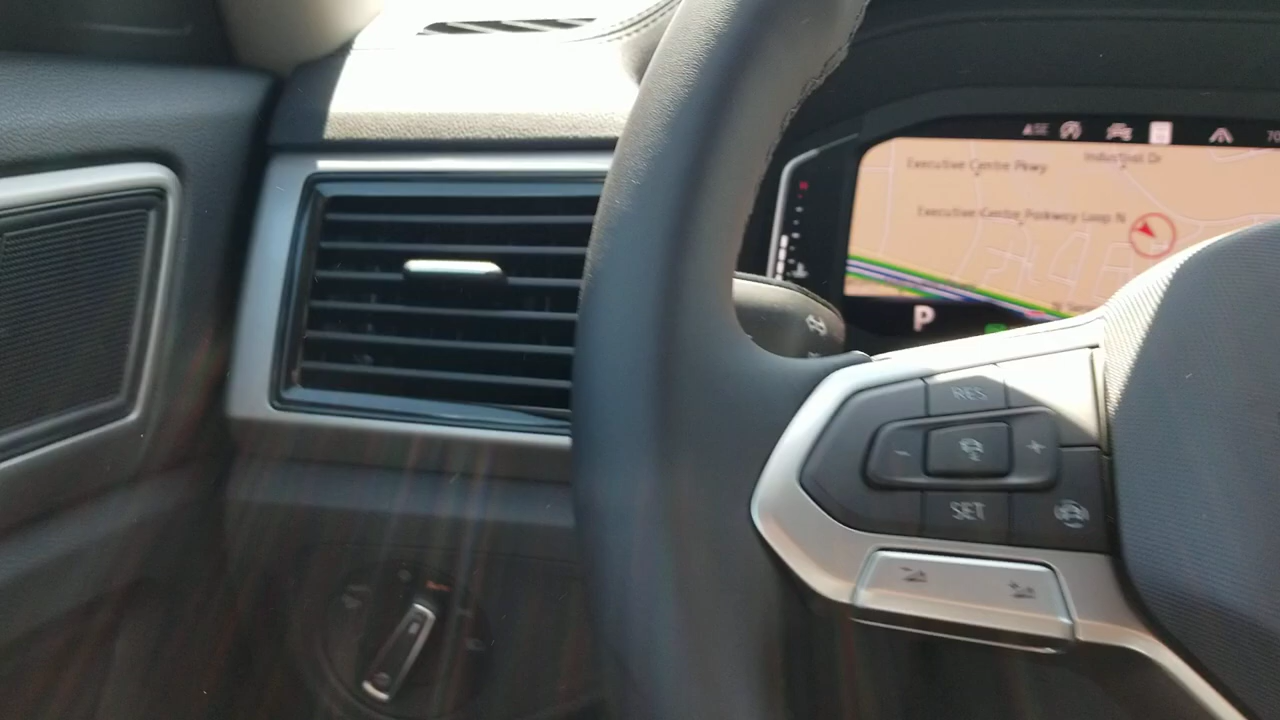 Industrial Dr
Executive Centre Pkwy
Executive Centre Parkway Loop N
P
RES
- +
SET